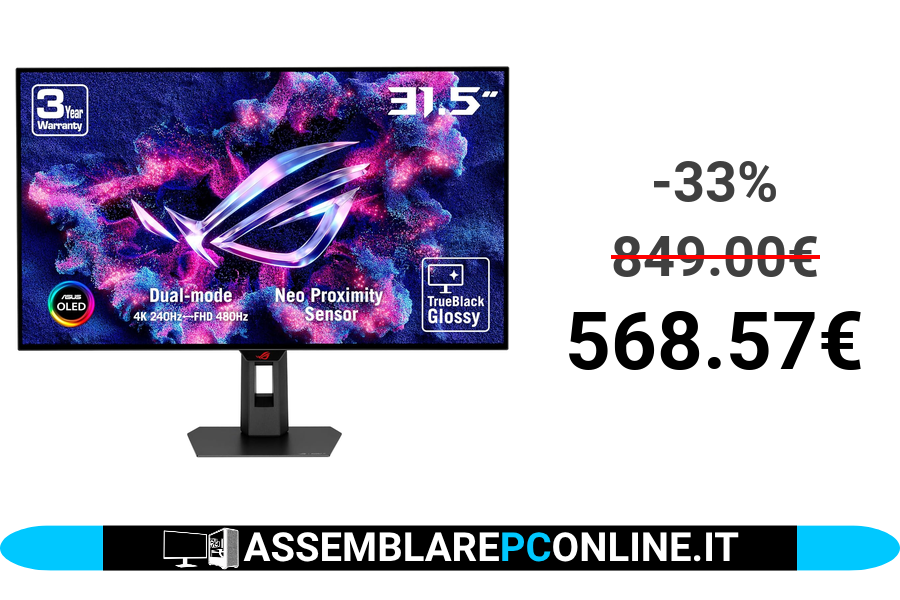 3 Year
Warranty
31.5"
ASUS
OLED
Dual-mode
4K 240Hz↔FHD 480Hz
Neo Proximity
Sensor
TrueBlack
Glossy
-33%
849.00€
568.57€
ASSEMBLAREPCONLINE.IT